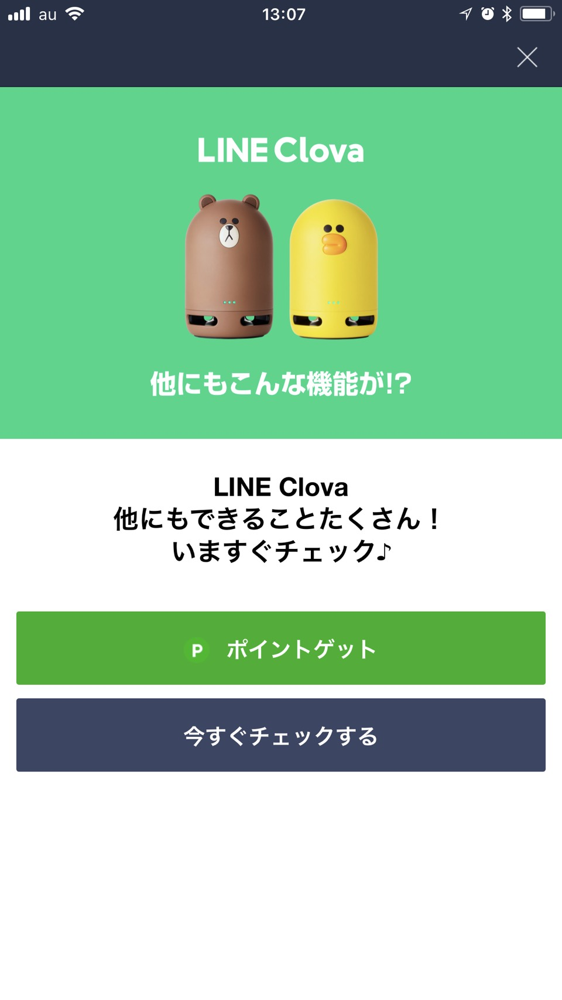 au 13:07
LINE Clova
他にもこんな機能が!?
LINE Clova
他にもできることたくさん！
いますぐチェック♪
P ポイントゲット
今すぐチェックする